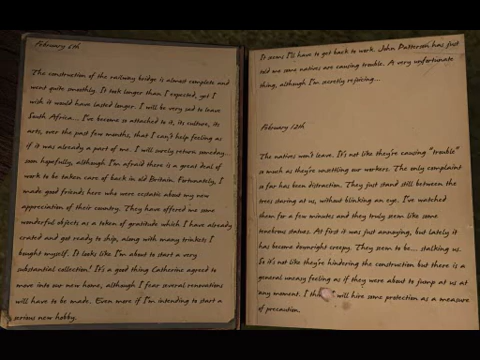 February 6th
The construction of the railway bridge is almost complete and
went quite smoothly. It took longer than I expected, yet I
wish it would have lasted longer. I will be very sad to leave
South Africa... I've become so attached to it, its culture, its
arts, over the past few months, that I can't help feeling as
if it was already a part of me. I will surely return someday...
soon hopefully, although I'm afraid there is a great deal of
work to be taken care of back in old Britain. Fortunately, I
made good friends here who were ecstatic about my new
appreciation of their country. They have offered me some
wonderful objects as a token of gratitude which I have already
crated and got ready to ship, along with many trinkets I
bought myself. It looks like I'm about to start a very
substantial collection! It's a good thing Catherine agreed to
move into our new home, although I fear several renovations
will have to be made. Even more if I'm intending to start a
serious new hobby.
It seems I'll have to get back to work. John Patterson has just
told me some natives are causing trouble. A very unfortunate
thing, although I'm secretly rejoicing...
February 12th
The natives won't leave. It's not like they're causing "trouble"
so much as they're unsettling our workers. The only complaint
so far has been distraction. They just stand still between the
trees staring at us, without blinking an eye. I've watched
them for a few minutes and they truly seem like some
tenebrous statues. At first it was just annoying, but lately it
has become downright creepy. They seem to be... stalking us.
So it's not like they're hindering the construction but there is a
general uneasy feeling as if they were about to jump at us at
any moment. I will hire some protection as a measure
of precaution.